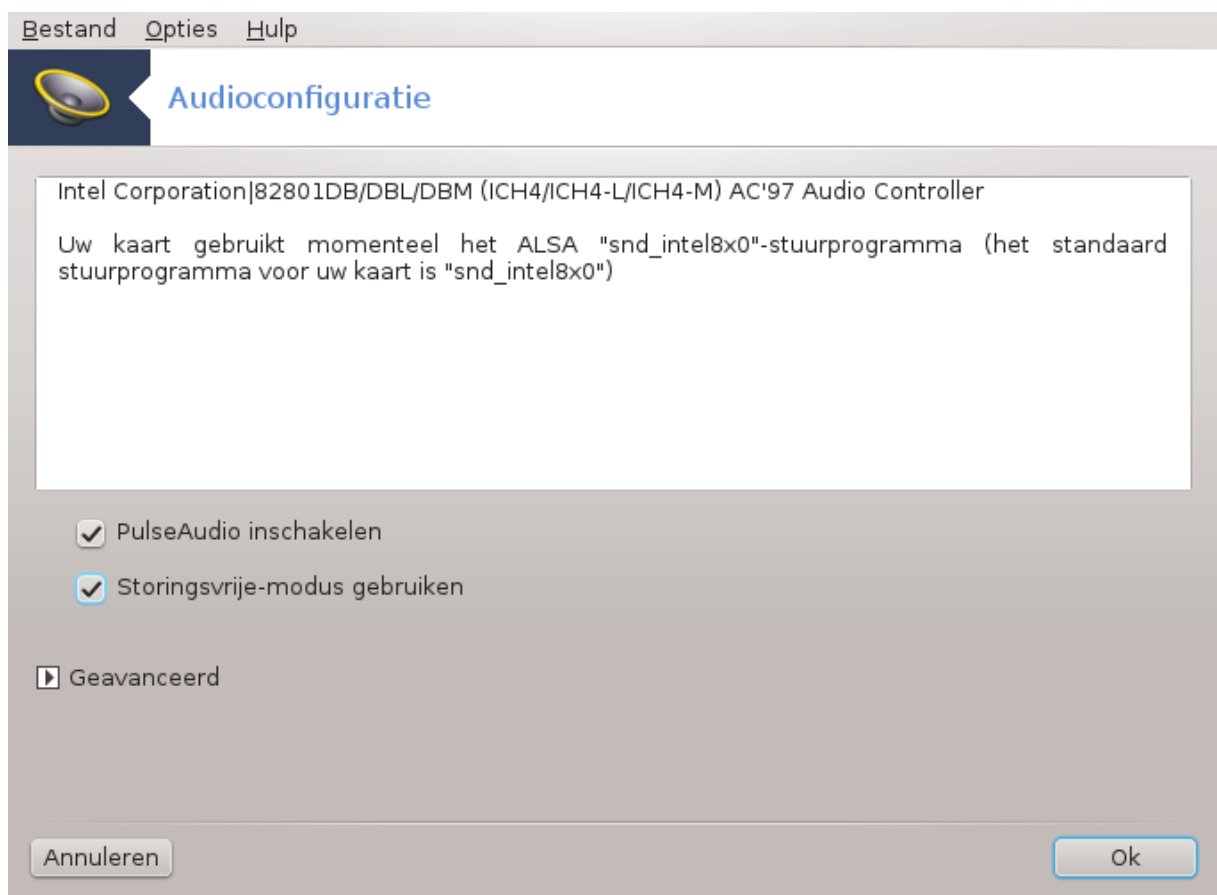 Bestand Opties Hulp
Audioconfiguratie
Intel Corporation|82801DB/DBL/DBM (ICH4/ICH4-L/ICH4-M) AC'97 Audio Controller
Uw kaart gebruikt momenteel het ALSA "snd_intel8x0"-stuurprogramma (het standaard
stuurprogramma voor uw kaart is "snd_intel8x0")
PulseAudio inschakelen
Storingsvrije-modus gebruiken
Geavanceerd
Annuleren Ok